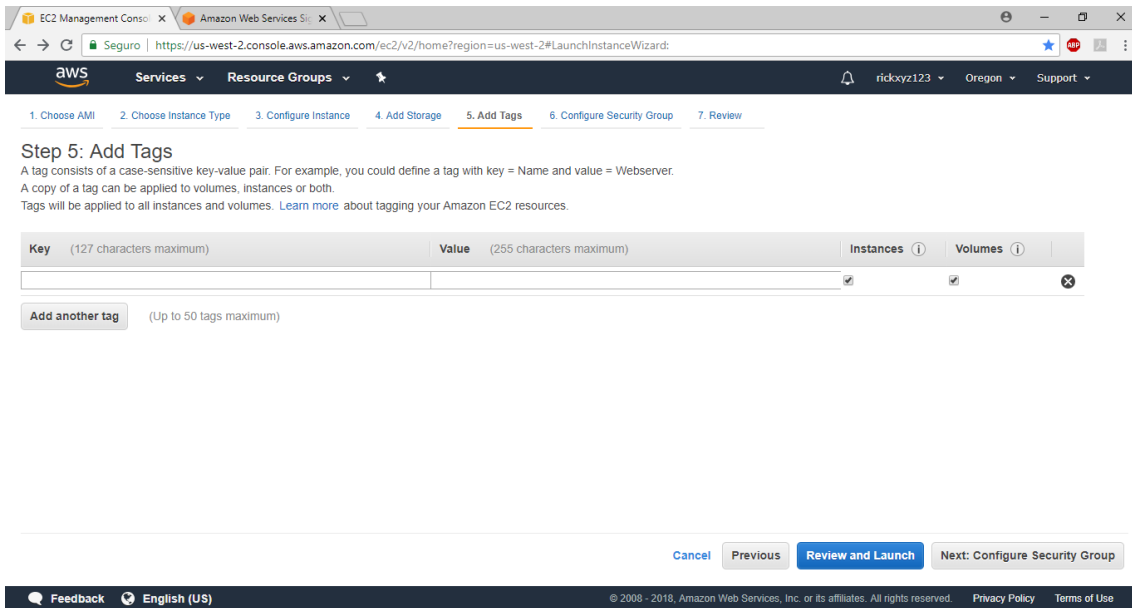 EC2 Management Consol
Amazon Web Services Sig
Seguro https://us-west-2.console.aws.amazon.com/ec2/v2/home?region=us-west-2#LaunchInstanceWizard:
ABP
aws Services Resource Groups rickxyz123 Oregon Support
1. Choose AMI 2. Choose Instance Type 3. Configure Instance 4. Add Storage 5. Add Tags 6. Configure Security Group 7. Review
Step 5: Add Tags
A tag consists of a case-sensitive key-value pair. For example, you could define a tag with key = Name and value = Webserver.
A copy of a tag can be applied to volumes, instances or both.
Tags will be applied to all instances and volumes. Learn more about tagging your Amazon EC2 resources.
Key (127 characters maximum) Value (255 characters maximum) Instances i Volumes i
Add another tag (Up to 50 tags maximum)
Cancel Previous Review and Launch Next: Configure Security Group
Feedback English (US) © 2008 - 2018, Amazon Web Services, Inc. or its affiliates. All rights reserved. Privacy Policy Terms of Use